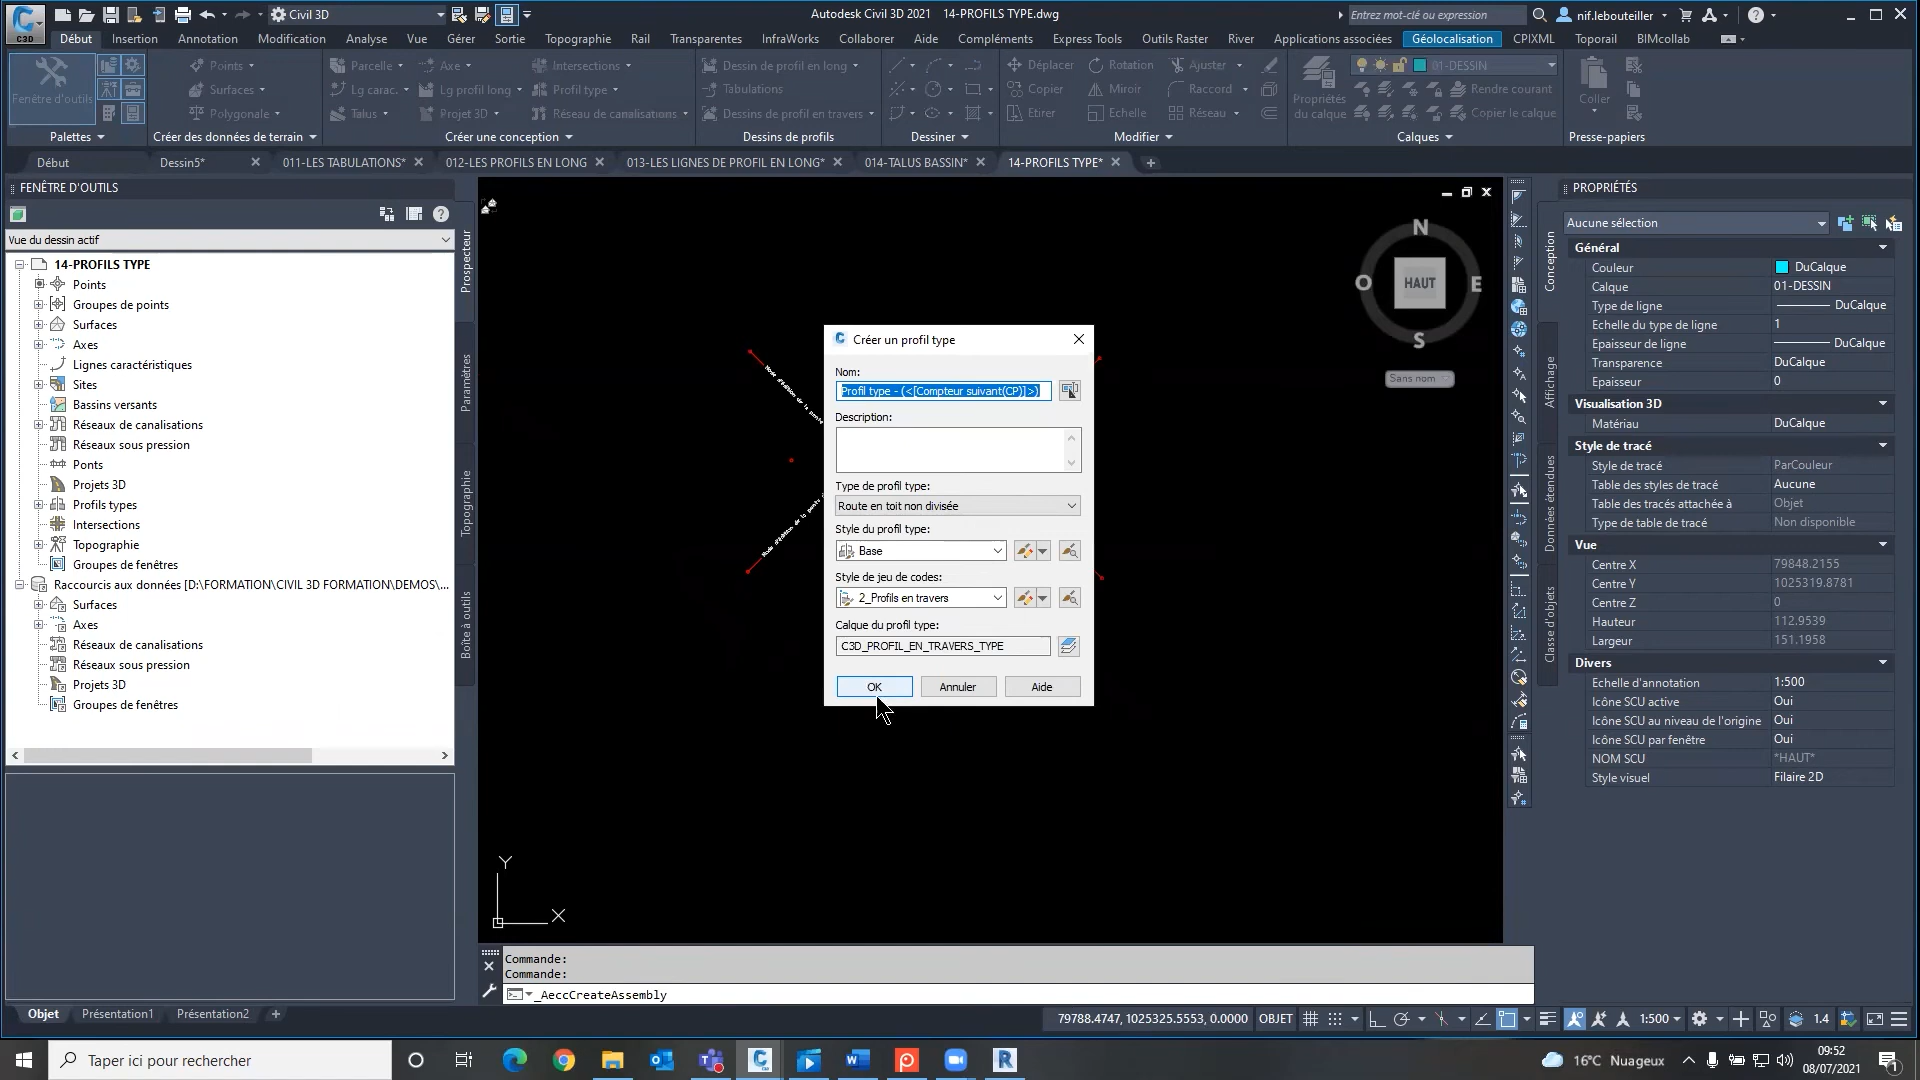 Civil 3D
Autodesk Civil 3D 2021 14-PROFILS TYPE.dwg
Entrez mot-clé ou expression
nif.lebouteiller
C3D
Début Insertion Annotation Modification Analyse Vue Gérer Sortie Topographie Rail Transparentes InfraWorks Collaborer Aide Compléments Express Tools Outils Raster River Applications associées Géolocalisation CPIXML Toporail BIMcollab
Fenêtre d'outils
Points
Surfaces
Polygonale
Parcelle
Lg carac.
Talus
Axe
Lg profil long
Projet 3D
Intersections
Profil type
Réseau de canalisations
Dessin de profil en long
Tabulations
Dessins de profil en travers
Déplacer Rotation Ajuster
Copier Miroir Raccord
Etirer Echelle Réseau
Propriétés du calque
01-DESSIN
Rendre courant
Copier le calque
Coller
Palettes Créer des données de terrain Créer une conception Dessins de profils Dessiner Modifier Calques Presse-papiers
Début Dessin5* 011-LES TABULATIONS* 012-LES PROFILS EN LONG 013-LES LIGNES DE PROFIL EN LONG* 014-TALUS BASSIN* 14-PROFILS TYPE*
FENÊTRE D'OUTILS
Vue du dessin actif
14-PROFILS TYPE
Points
Groupes de points
Surfaces
Axes
Lignes caractéristiques
Sites
Bassins versants
Réseaux de canalisations
Réseaux sous pression
Ponts
Projets 3D
Profils types
Intersections
Topographie
Groupes de fenêtres
Raccourcis aux données [D:\FORMATION\CIVIL 3D FORMATION\DEMOS\...
Surfaces
Axes
Réseaux de canalisations
Réseaux sous pression
Projets 3D
Groupes de fenêtres
Prospecteur
Paramètres
Topographie
Boîte à outils
N
O HAUT E
S
Sans nom
Créer un profil type
Nom:
Profil type - (<[Compteur suivant(CP)]>)
Description:
Type de profil type:
Route en toit non divisée
Style du profil type:
Base
Style de jeu de codes:
2_Profils en travers
Calque du profil type:
C3D_PROFIL_EN_TRAVERS_TYPE
OK Annuler Aide
Y
X
PROPRIÉTÉS
Aucune sélection
Conception
Affichage
Données étendues
Classe d'objets
Général
Couleur DuCalque
Calque 01-DESSIN
Type de ligne DuCalque
Echelle du type de ligne 1
Epaisseur de ligne DuCalque
Transparence DuCalque
Epaisseur 0
Visualisation 3D
Matériau DuCalque
Style de tracé
Style de tracé ParCouleur
Table des styles de tracé Aucune
Table des tracés attachée à Objet
Type de table de tracé Non disponible
Vue
Centre X 79848.2155
Centre Y 1025319.8781
Centre Z 0
Hauteur 112.9539
Largeur 151.1958
Divers
Echelle d'annotation 1:500
Icône SCU active Oui
Icône SCU au niveau de l'origine Oui
Icône SCU par fenêtre Oui
NOM SCU *HAUT*
Style visuel Filaire 2D
Commande:
Commande:
_AeccCreateAssembly
Objet Présentation1 Présentation2
79788.4747, 1025325.5553, 0.0000 OBJET 1:500 1.4
Taper ici pour rechercher
16°C Nuageux
09:52
08/07/2021
1